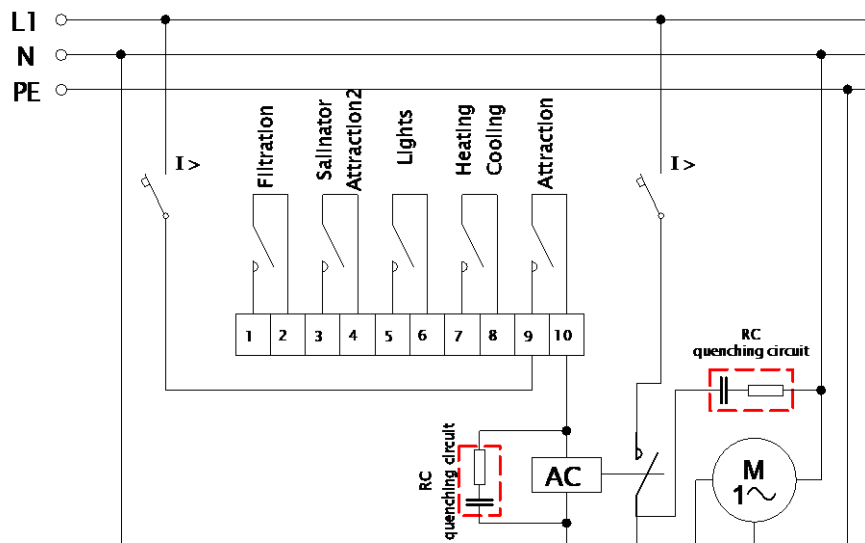 L1
N
PE
I >
I >
Filtration
Salinator
Attraction2
Lights
Heating
Cooling
Attraction
1 2 3 4 5 6 7 8 9 10
RC
quenching circuit
RC
quenching circuit
AC
M
1~